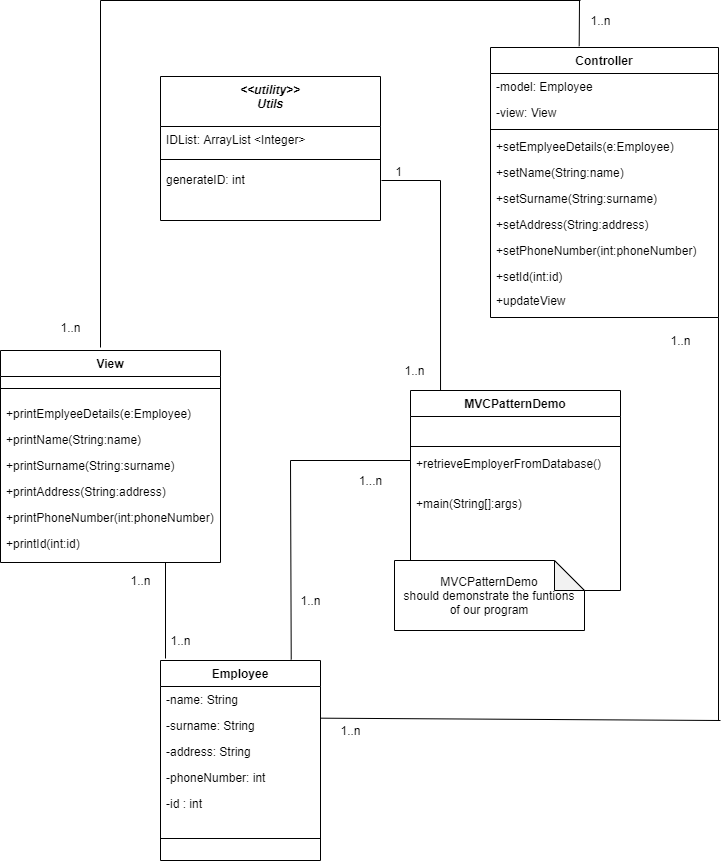 1..n
Controller
-model: Employee
-view: View
+setEmplyeeDetails(e:Employee)
+setName(String:name)
+setSurname(String:surname)
+setAddress(String:address)
+setPhoneNumber(int:phoneNumber)
+setId(int:id)
+updateView
<<utility>>
Utils
IDList: ArrayList <Integer>
generateID: int
1
1..n
1..n
1..n
View
+printEmplyeeDetails(e:Employee)
+printName(String:name)
+printSurname(String:surname)
+printAddress(String:address)
+printPhoneNumber(int:phoneNumber)
+printId(int:id)
MVCPatternDemo
+retrieveEmployerFromDatabase()
+main(String[]:args)
1...n
MVCPatternDemo
should demonstrate the funtions
of our program
1..n
1..n
1..n
Employee
-name: String
-surname: String
-address: String
-phoneNumber: int
-id : int
1..n